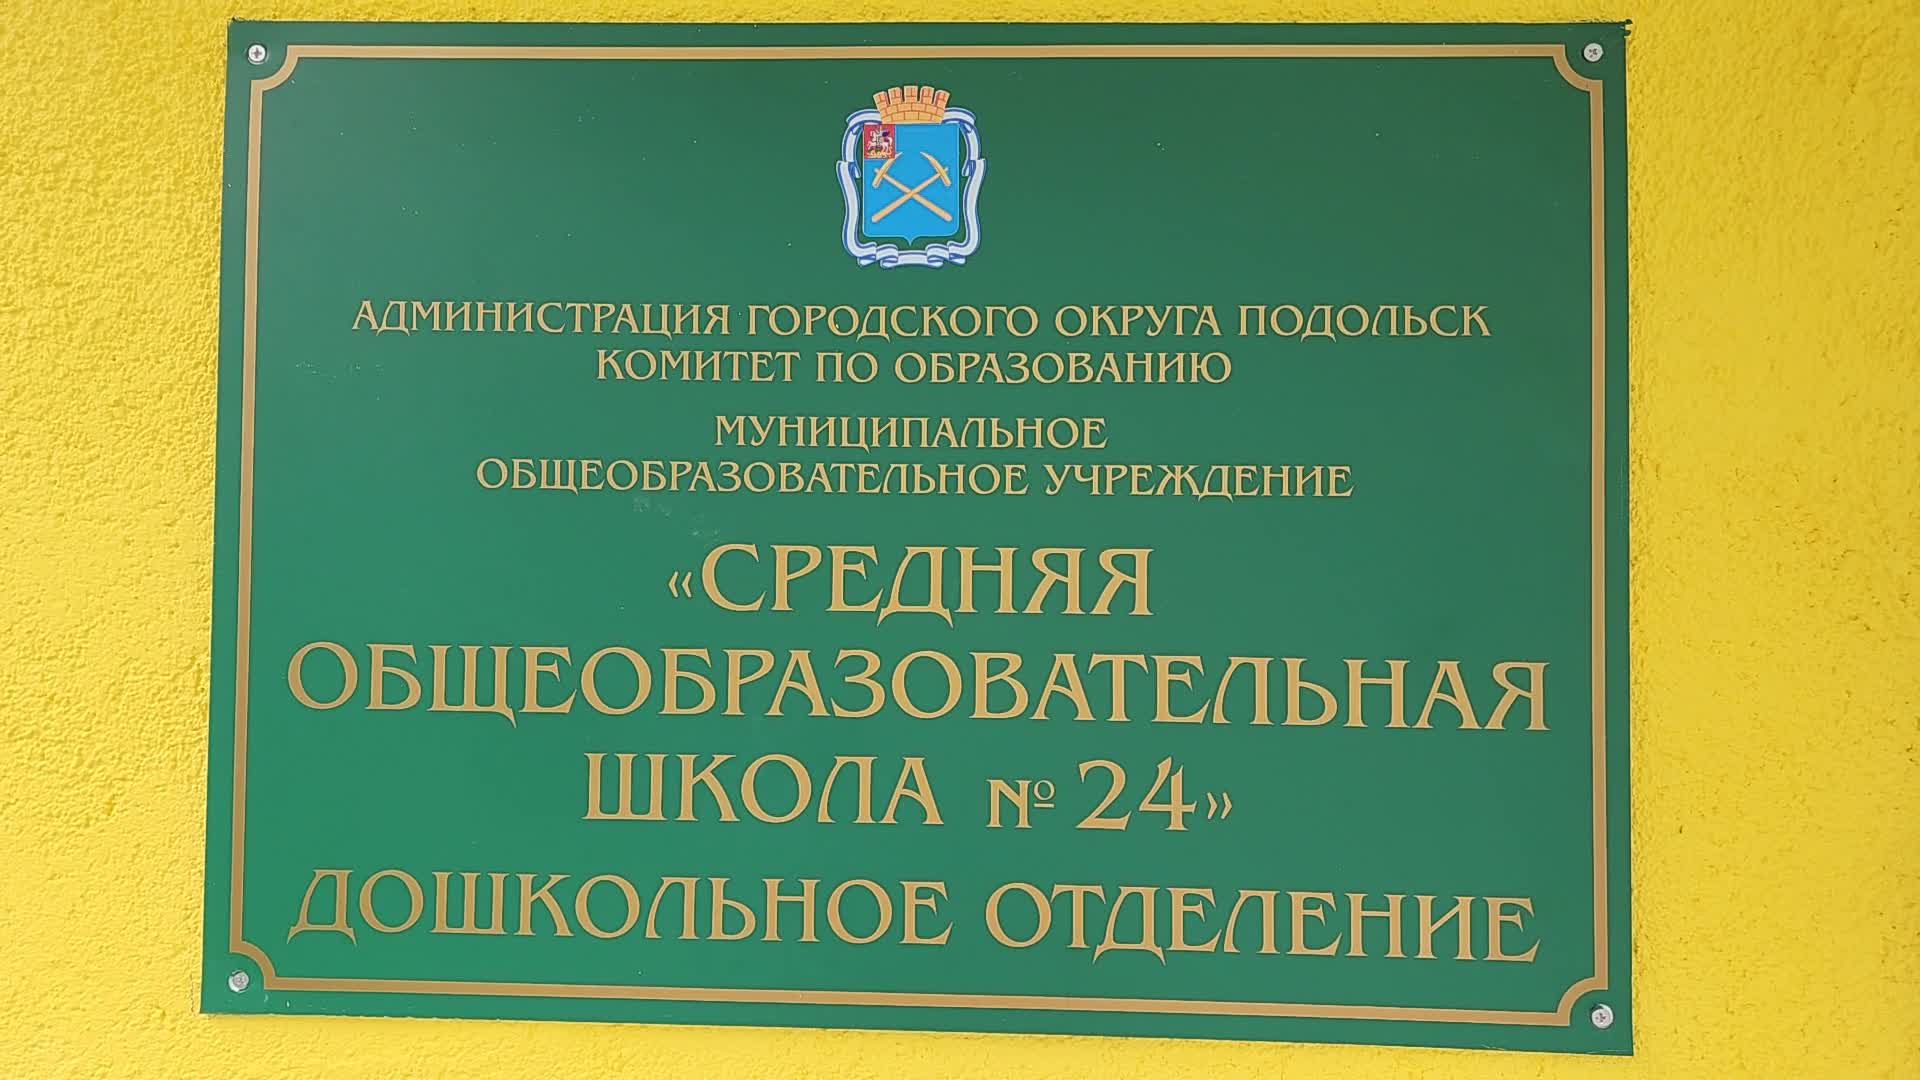 АДМИНИСТРАЦИЯ ГОРОДСКОГО ОКРУГА ПОДОЛЬСК
КОМИТЕТ ПО ОБРАЗОВАНИЮ
МУНИЦИПАЛЬНОЕ
ОБЩЕОБРАЗОВАТЕЛЬНОЕ УЧРЕЖДЕНИЕ
«СРЕДНЯЯ
ОБЩЕОБРАЗОВАТЕЛЬНАЯ
ШКОЛА № 24»
ДОШКОЛЬНОЕ ОТДЕЛЕНИЕ